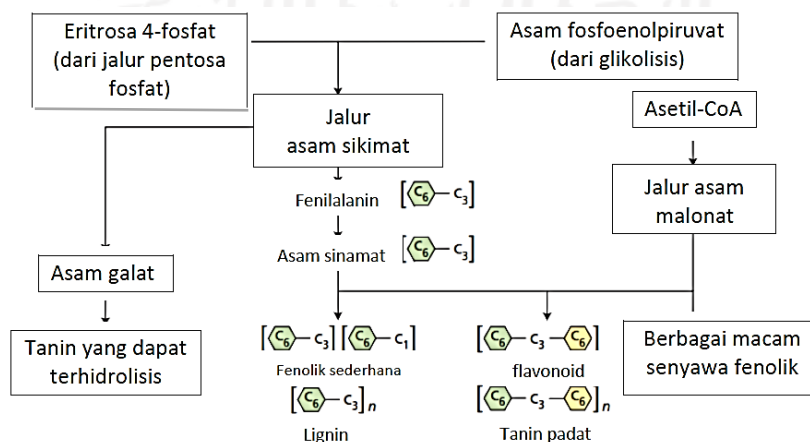 Eritrosa 4-fosfat
(dari jalur pentosa
fosfat)
Asam fosfoenolpiruvat
(dari glikolisis)
Jalur
asam sikimat
Asetil-CoA
Fenilalanin [C6–C3]
Jalur asam
malonat
Asam sinamat [C6–C3]
Asam galat
Tanin yang dapat
terhidrolisis
[C6–C3] [C6–C1]
Fenolik sederhana
[C6–C3]n
Lignin
[C6–C3–C6]
flavonoid
[C6–C3–C6]n
Tanin padat
Berbagai macam
senyawa fenolik